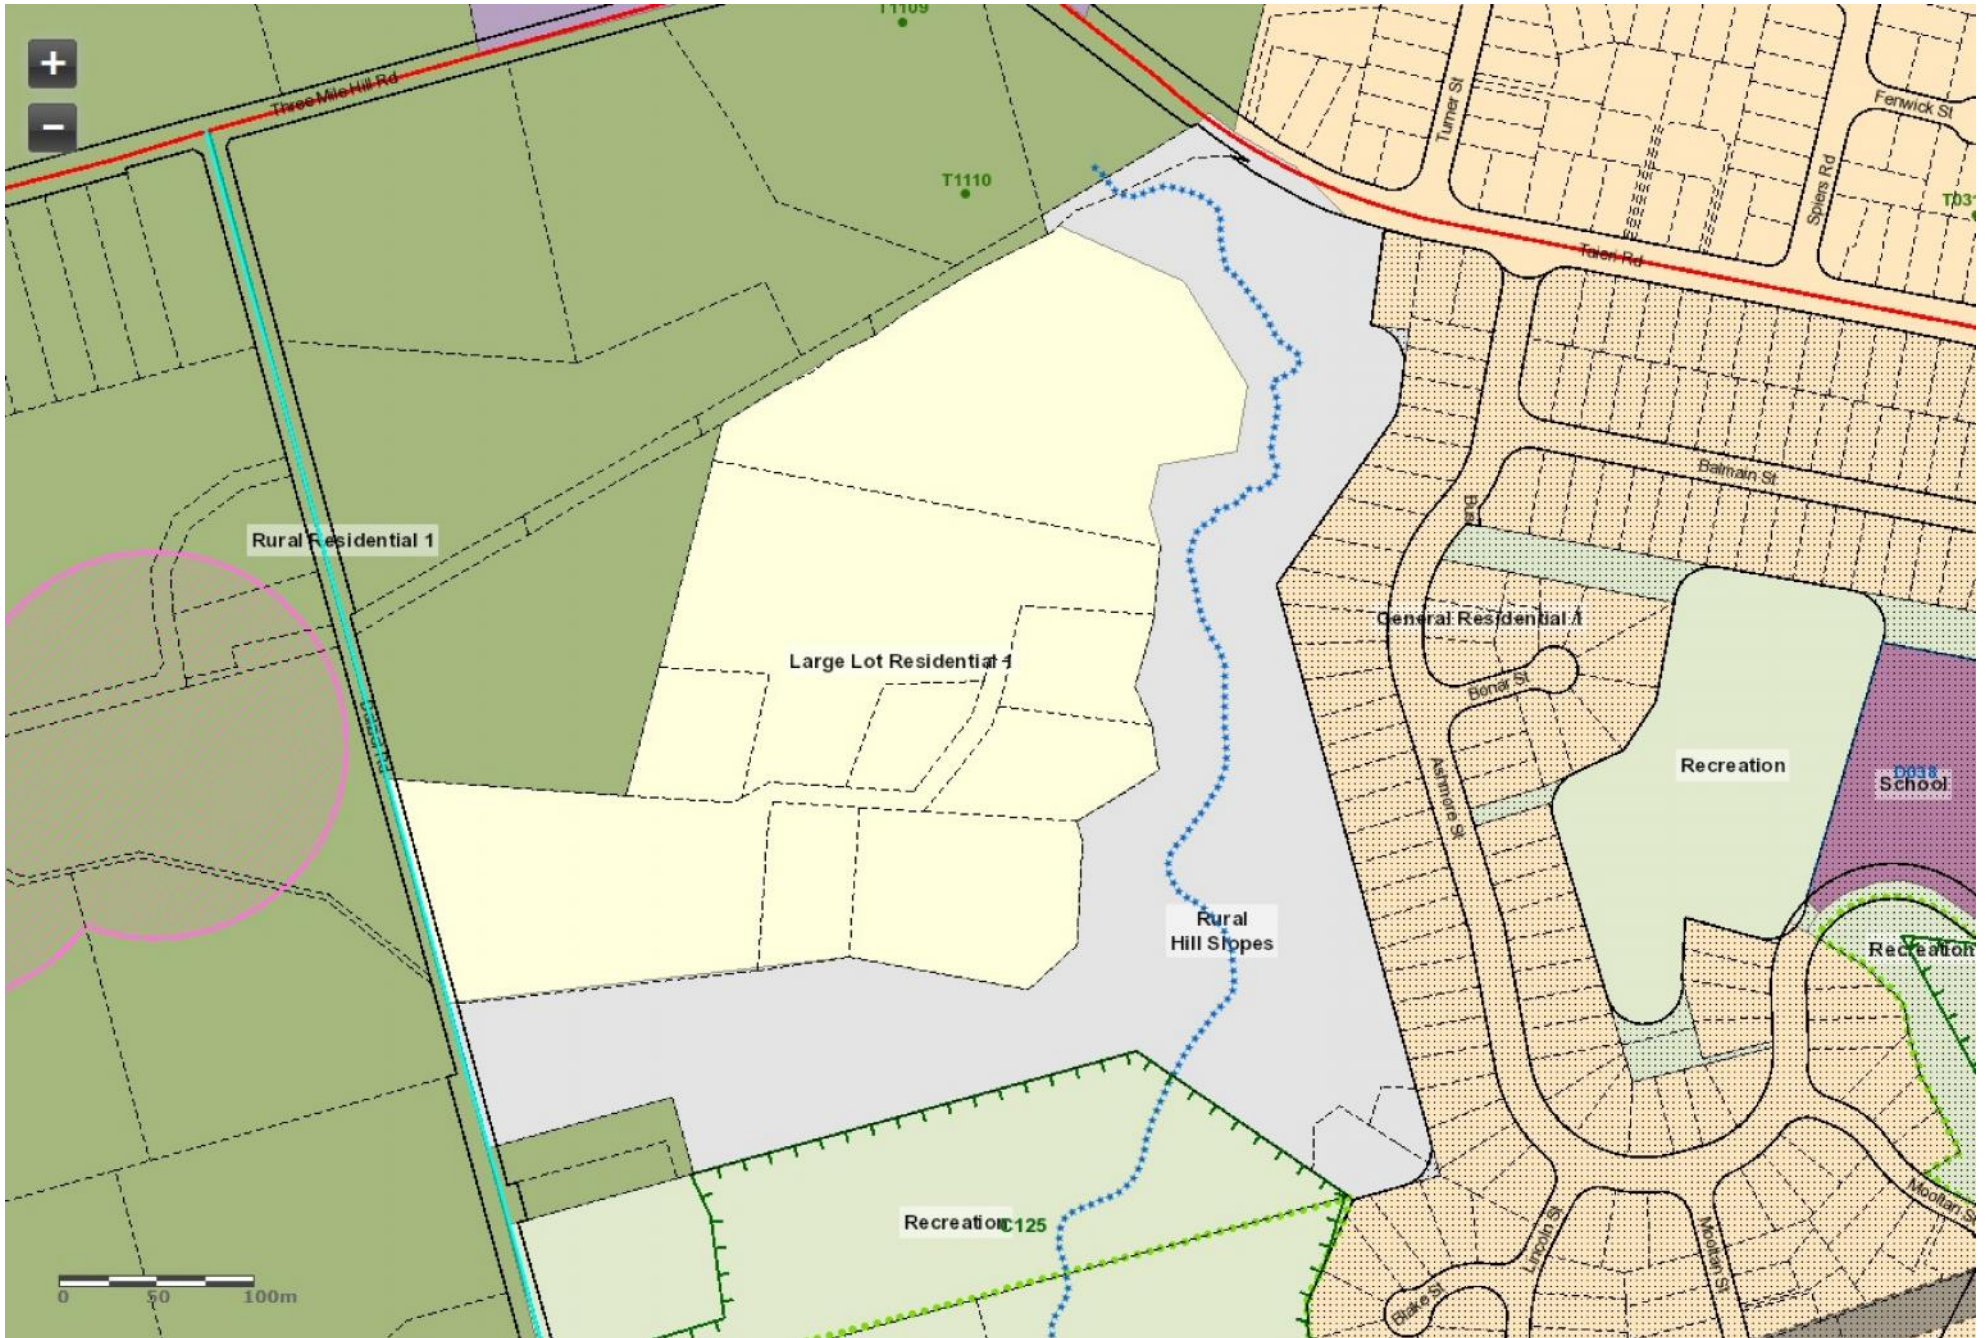 T1109
+
Three Mile Hill Rd
−
Turner St
Fenwick St
T1110
Spiers Rd
Taieri Rd
Balmain St
Rural Residential 1
General Residential 1
Large Lot Residential 1
Bonar St
Recreation
D038
School
Ashmore St
Rural
Hill Slopes
Recreation
Recreation
C125
Lincoln St
Mooltan St
Mooltan St
Blake St
0 50 100m